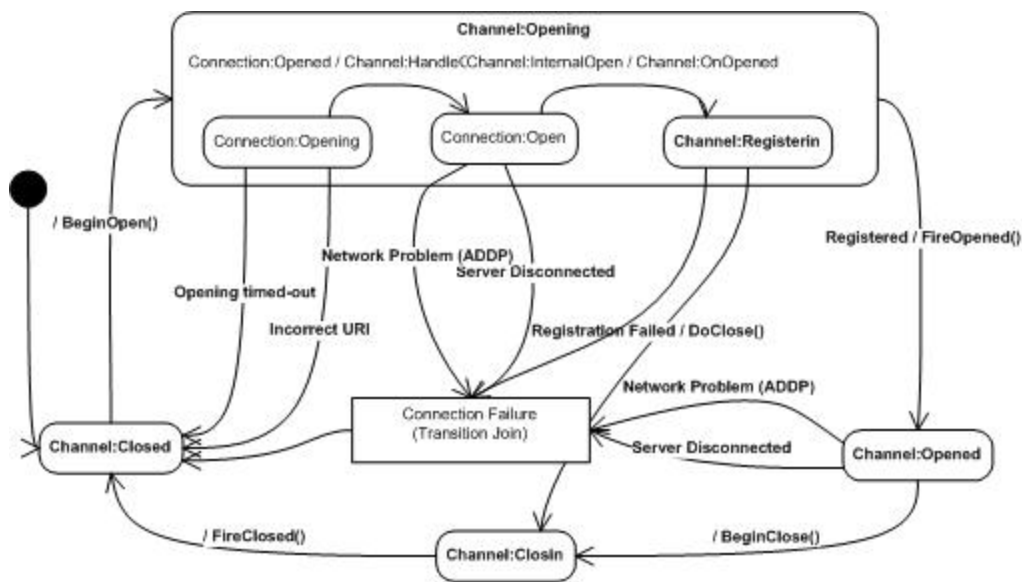 Channel:Opening
Connection:Opened / Channel:HandleO
Channel:InternalOpen / Channel:OnOpened
Connection:Opening
Connection:Open
Channel:Registerin
/ BeginOpen()
Registered / FireOpened()
Network Problem (ADDP)
Server Disconnected
Opening timed-out
Incorrect URI
Registration Failed / DoClose()
Network Problem (ADDP)
Connection Failure
(Transition Join)
Channel:Closed
Server Disconnected
Channel:Opened
/ FireClosed()
/ BeginClose()
Channel:ClosIn